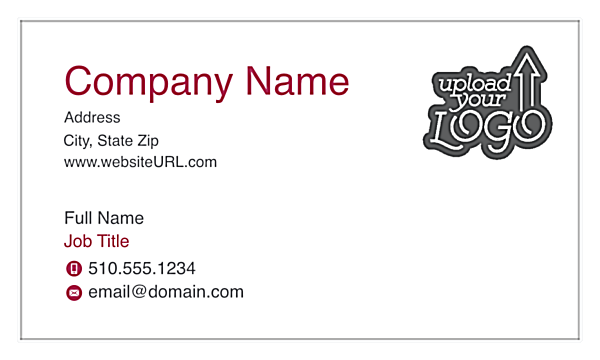 Company Name
Address
City, State Zip
www.websiteURL.com
upload
your
LOGO
Full Name
Job Title
510.555.1234
email@domain.com